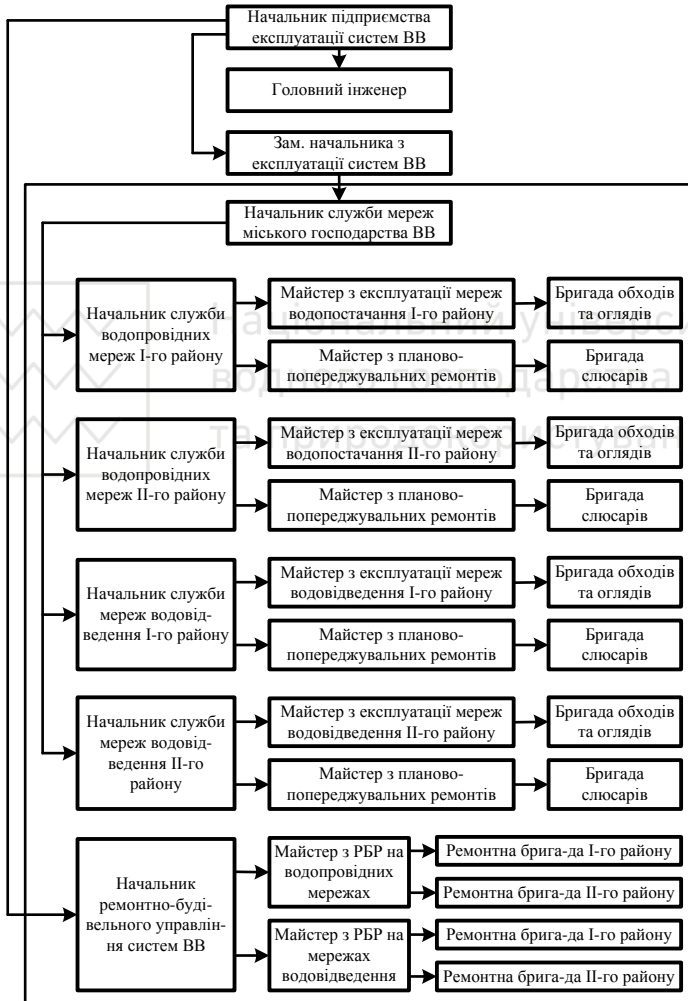 Начальник підприємства
експлуатації систем ВВ
Головний інженер
Зам. начальника з
експлуатації систем ВВ
Начальник служби мереж
міського господарства ВВ
Начальник служби
водопровідних
мереж І-го району
Майстер з експлуатації мереж
водопостачання І-го району
Бригада обходів
та оглядів
Майстер з планово-
попереджувальних ремонтів
Бригада
слюсарів
Начальник служби
водопровідних
мереж ІІ-го району
Майстер з експлуатації мереж
водопостачання ІІ-го району
Бригада обходів
та оглядів
Майстер з планово-
попереджувальних ремонтів
Бригада
слюсарів
Начальник служби
мереж водовід-
ведення І-го району
Майстер з експлуатації мереж
водовідведення І-го району
Бригада обходів
та оглядів
Майстер з планово-
попереджувальних ремонтів
Бригада
слюсарів
Начальник служби
мереж водовід-
ведення ІІ-го
району
Майстер з експлуатації мереж
водовідведення ІІ-го району
Бригада обходів
та оглядів
Майстер з планово-
попереджувальних ремонтів
Бригада
слюсарів
Начальник
ремонтно-буді-
вельного управлін-
ня систем ВВ
Майстер з РБР на
водопровідних
мережах
Ремонтна брига-да І-го району
Ремонтна брига-да ІІ-го району
Майстер з РБР на
мережах
водовідведення
Ремонтна брига-да І-го району
Ремонтна брига-да ІІ-го району